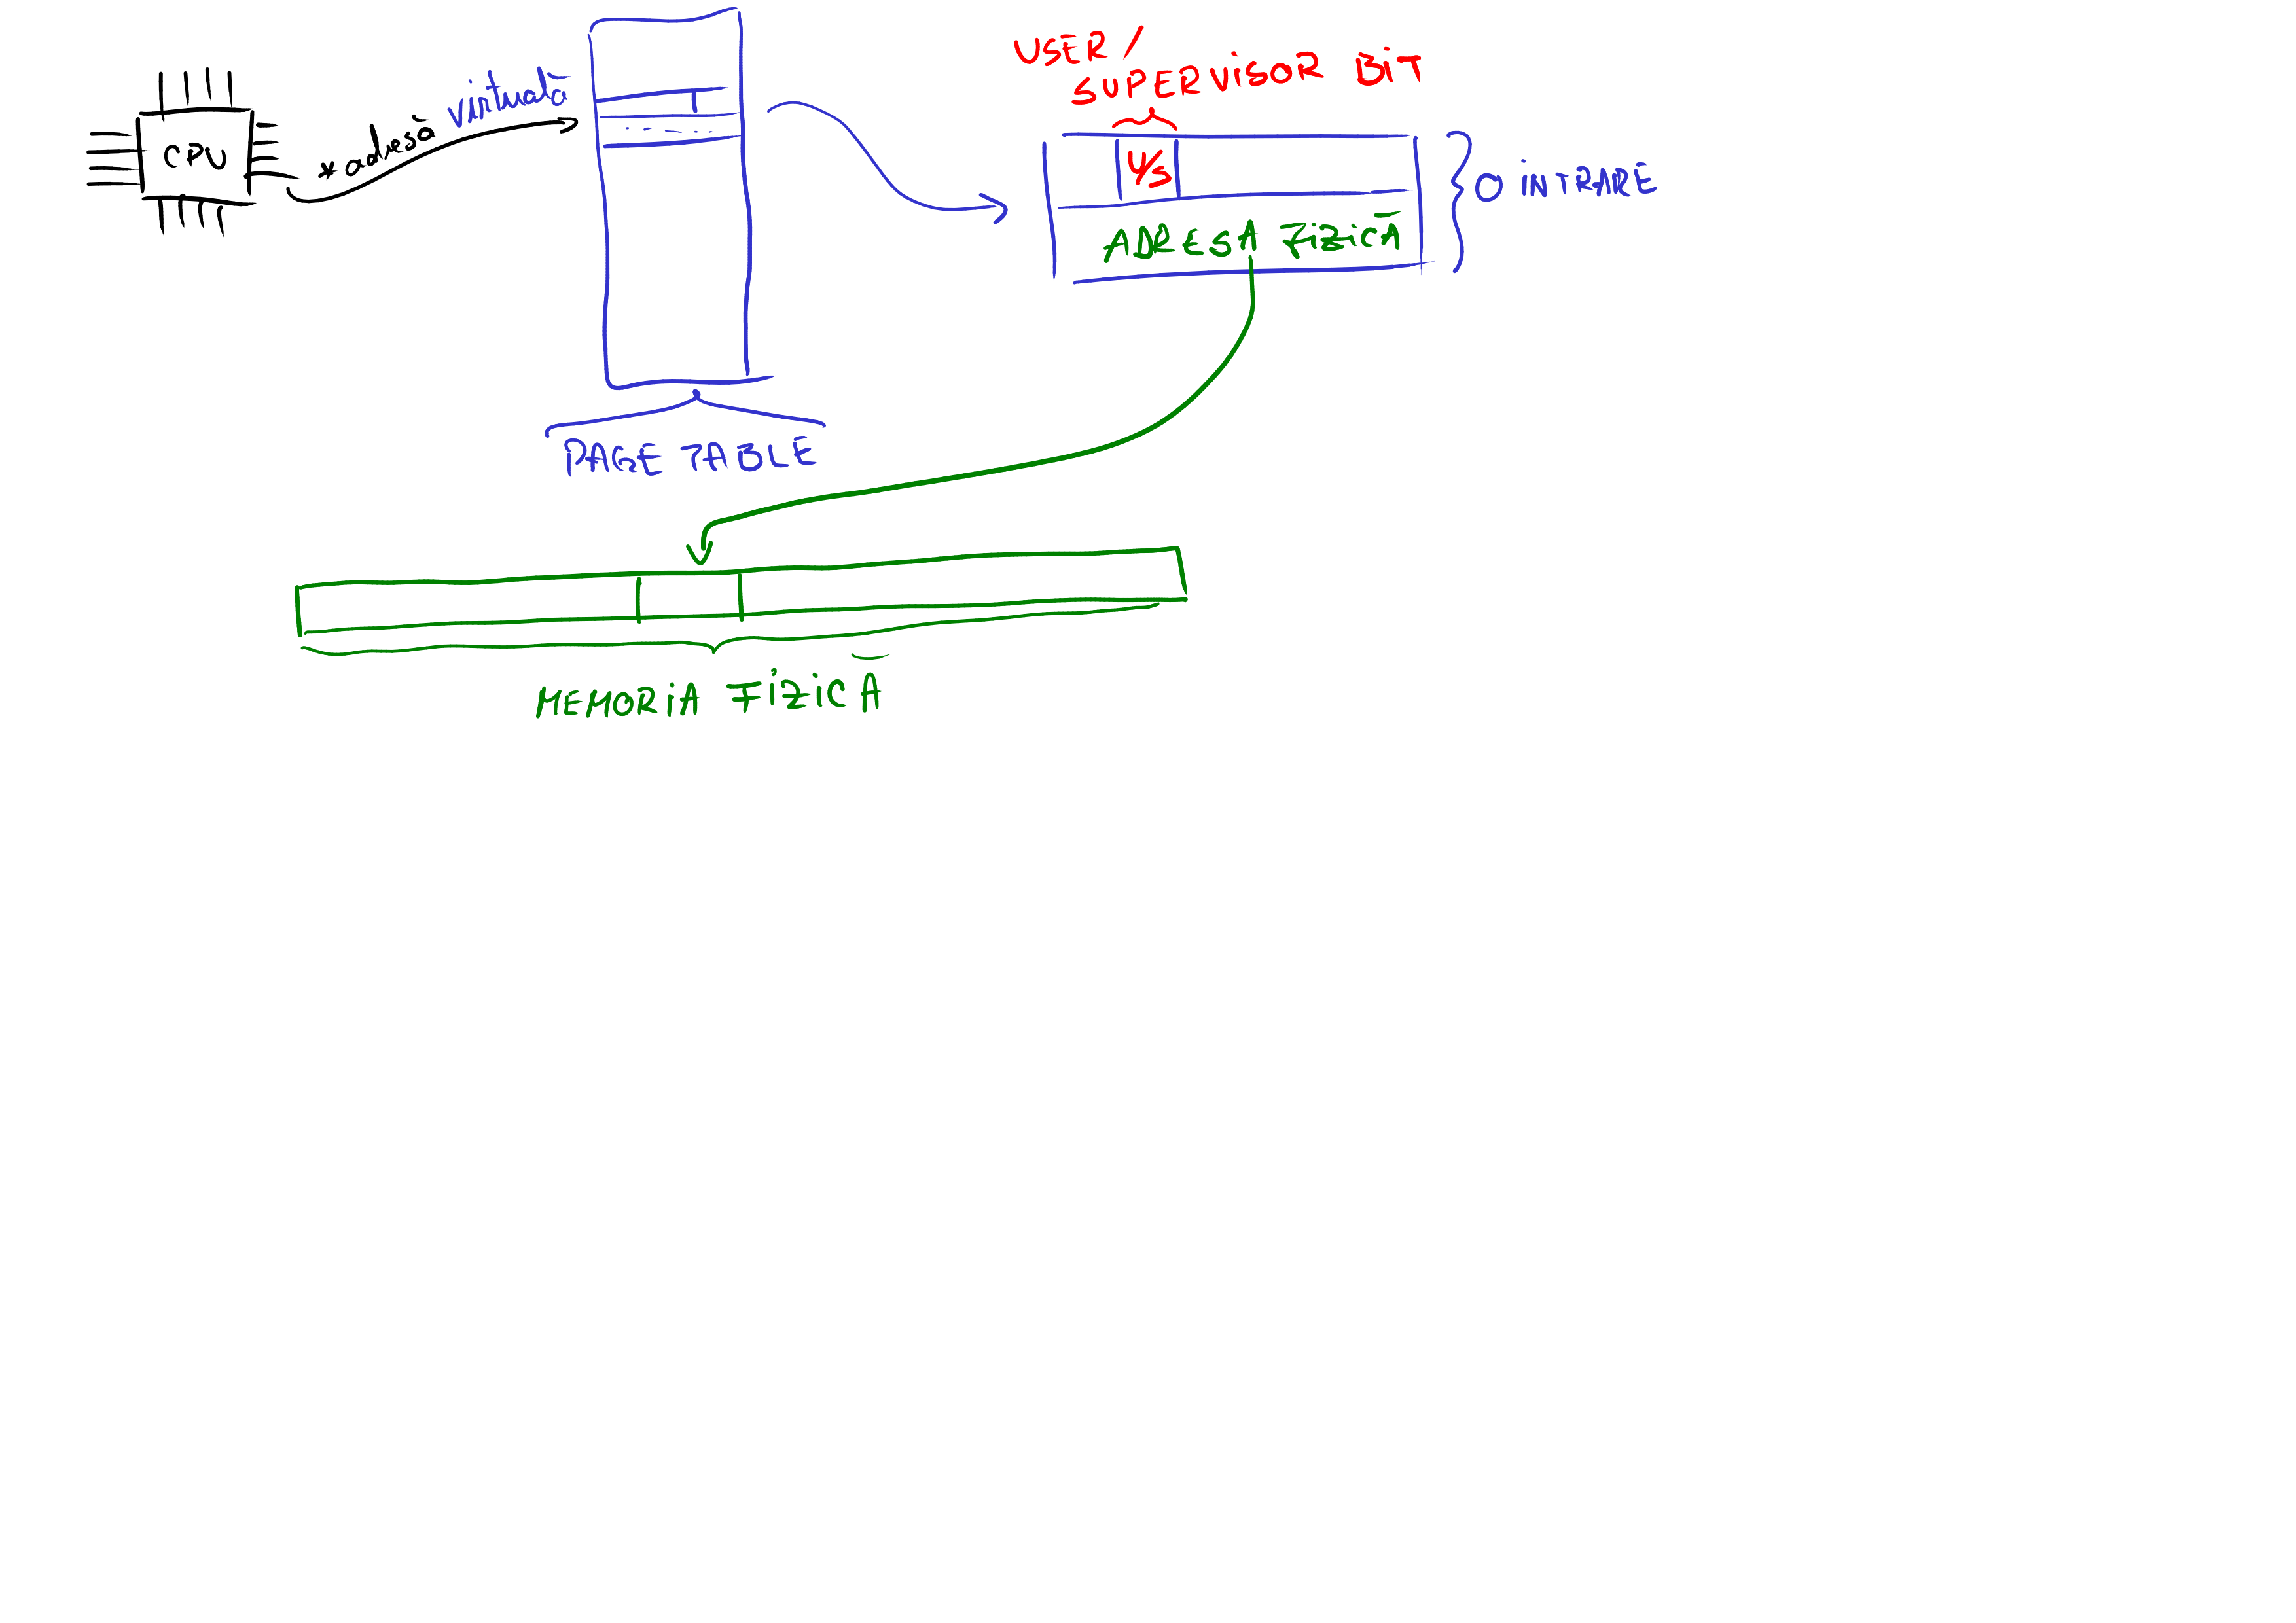 CPU
* adresă virtuală
PAGE TABLE
USER /
SUPERVISOR BIT
U/S
ADRESA FIZICĂ
O INTRARE
MEMORIA FIZICĂ